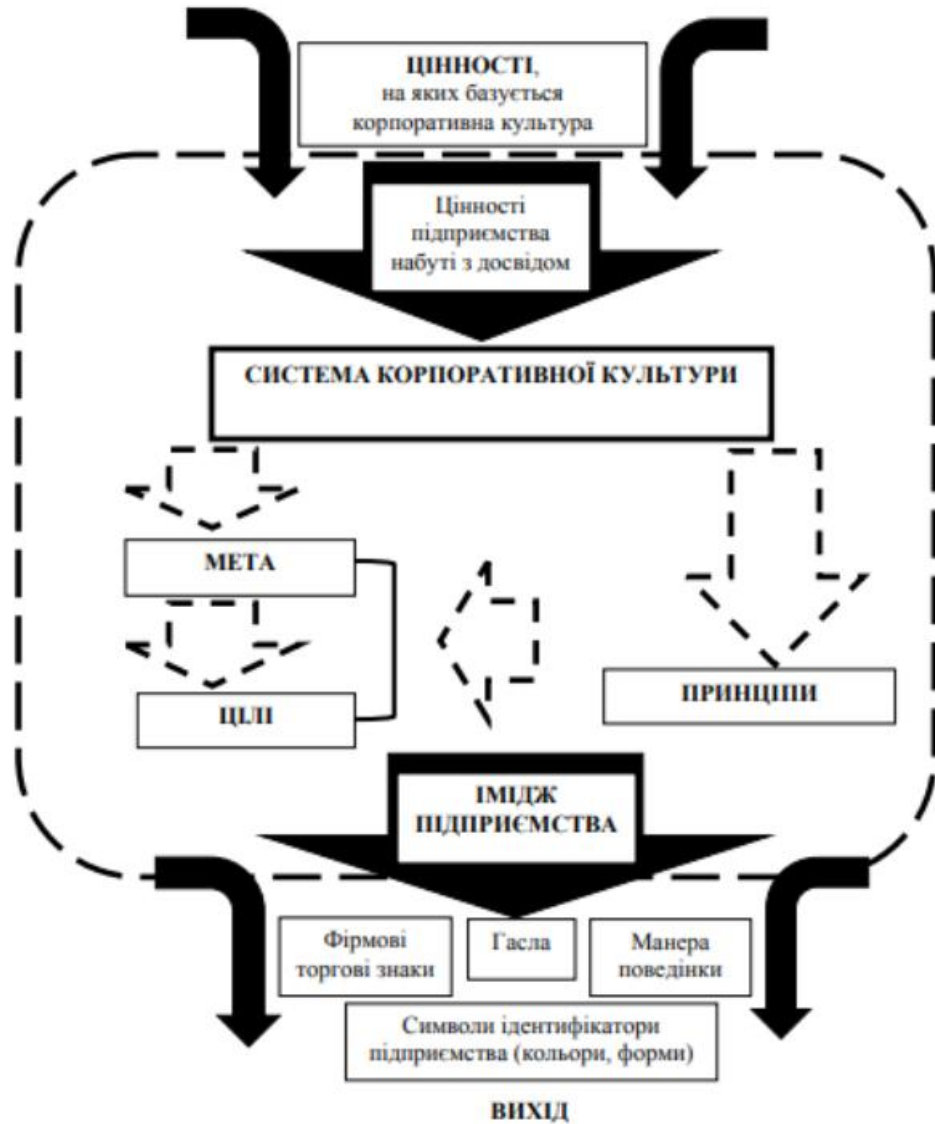 ЦІННОСТІ,
на яких базується
корпоративна культура
Цінності
підприємства
набуті з досвідом
СИСТЕМА КОРПОРАТИВНОЇ КУЛЬТУРИ
МЕТА
ЦІЛІ
ПРИНЦІПИ
ІМІДЖ
ПІДПРИЄМСТВА
Фірмові
торгові знаки
Гасла
Манера
поведінки
Символи ідентифікатори
підприємства (кольори, форми)
ВИХІД